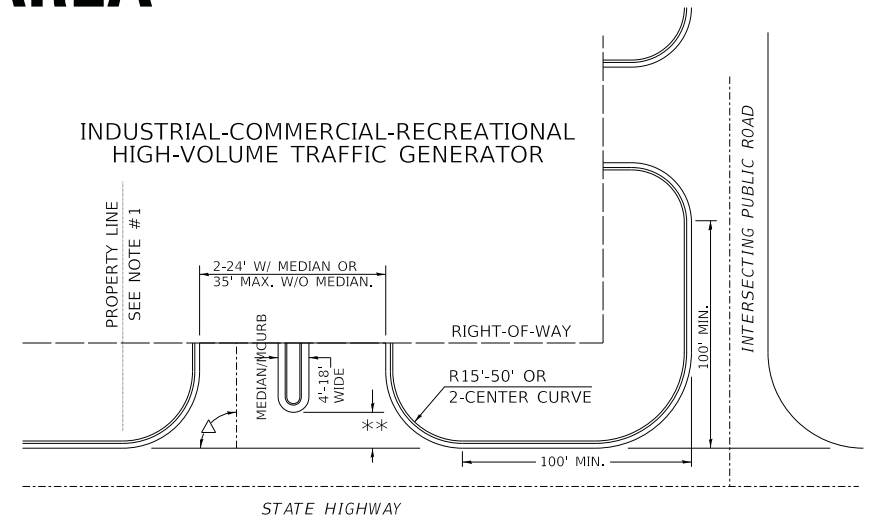 AREA
INDUSTRIAL-COMMERCIAL-RECREATIONAL
HIGH-VOLUME TRAFFIC GENERATOR
PROPERTY LINE
SEE NOTE #1
2-24' W/ MEDIAN OR
35' MAX. W/O MEDIAN.
MEDIAN/MCURB
4'-18'
WIDE
**
△
RIGHT-OF-WAY
R15'-50' OR
2-CENTER CURVE
100' MIN.
100' MIN.
INTERSECTING PUBLIC ROAD
STATE HIGHWAY